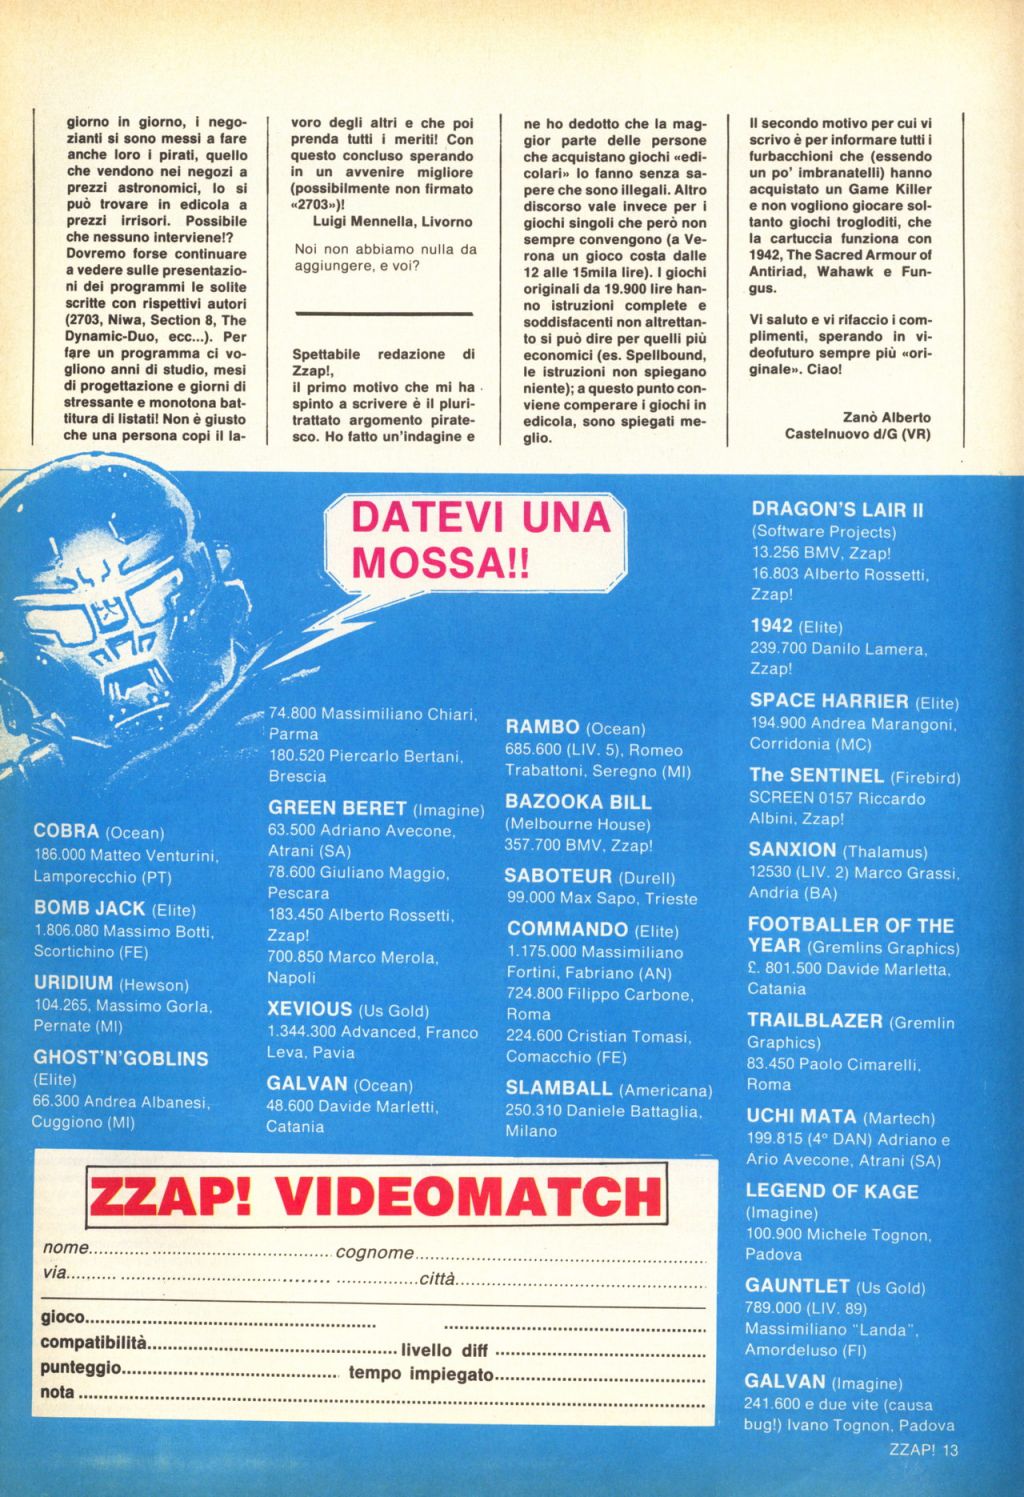 giorno in giorno, i nego-
zianti si sono messi a fare
anche loro i pirati, quello
che vendono nei negozi a
prezzi astronomici, lo si
può trovare in edicola a
prezzi irrisori. Possibile
che nessuno interviene!?
Dovremo forse continuare
a vedere sulle presentazio-
ni dei programmi le solite
scritte con rispettivi autori
(2703, Niwa, Section 8, The
Dynamic-Duo, ecc...). Per
fare un programma ci vo-
gliono anni di studio, mesi
di progettazione e giorni di
stressante e monotona bat-
titura di listati! Non è giusto
che una persona copi il la-
voro degli altri e che poi
prenda tutti i meriti! Con
questo concluso sperando
in un avvenire migliore
(possibilmente non firmato
«2703»)!
Luigi Mennella, Livorno
Noi non abbiamo nulla da
aggiungere, e voi?
Spettabile redazione di
Zzap!,
il primo motivo che mi ha
spinto a scrivere è il pluri-
trattato argomento pirate-
sco. Ho fatto un'indagine e
ne ho dedotto che la mag-
gior parte delle persone
che acquistano giochi «edi-
colari» lo fanno senza sa-
pere che sono illegali. Altro
discorso vale invece per i
giochi singoli che però non
sempre convengono (a Ve-
rona un gioco costa dalle
12 alle 15mila lire). I giochi
originali da 19.900 lire han-
no istruzioni complete e
soddisfacenti non altrettan-
to si può dire per quelli più
economici (es. Spellbound,
le istruzioni non spiegano
niente); a questo punto con-
viene comperare i giochi in
edicola, sono spiegati me-
glio.
Il secondo motivo per cui vi
scrivo è per informare tutti i
furbacchioni che (essendo
un po' imbranatelli) hanno
acquistato un Game Killer
e non vogliono giocare sol-
tanto giochi trogloditi, che
la cartuccia funziona con
1942, The Sacred Armour of
Antiriad, Wahawk e Fun-
gus.
Vi saluto e vi rifaccio i com-
plimenti, sperando in vi-
deofuturo sempre più «ori-
ginale». Ciao!
Zanò Alberto
Castelnuovo d/G (VR)
DATEVI UNA
MOSSA!!
COBRA (Ocean)
186.000 Matteo Venturini,
Lamporecchio (PT)
BOMB JACK (Elite)
1.806.080 Massimo Botti,
Scortichino (FE)
URIDIUM (Hewson)
104.265, Massimo Gorla,
Pernate (MI)
GHOST'N'GOBLINS
(Elite)
66.300 Andrea Albanesi,
Cuggiono (MI)
74.800 Massimiliano Chiari,
Parma
180.520 Piercarlo Bertani,
Brescia
GREEN BERET (Imagine)
63.500 Adriano Avecone,
Atrani (SA)
78.600 Giuliano Maggio,
Pescara
183.450 Alberto Rossetti,
Zzap!
700.850 Marco Merola,
Napoli
XEVIOUS (Us Gold)
1.344.300 Advanced, Franco
Leva, Pavia
GALVAN (Ocean)
48.600 Davide Marletti,
Catania
RAMBO (Ocean)
685.600 (LIV. 5), Romeo
Trabattoni, Seregno (MI)
BAZOOKA BILL
(Melbourne House)
357.700 BMV, Zzap!
SABOTEUR (Durell)
99.000 Max Sapo, Trieste
COMMANDO (Elite)
1.175.000 Massimiliano
Fortini, Fabriano (AN)
724.800 Filippo Carbone,
Roma
224.600 Cristian Tomasi,
Comacchio (FE)
SLAMBALL (Americana)
250.310 Daniele Battaglia,
Milano
DRAGON'S LAIR II
(Software Projects)
13.256 BMV, Zzap!
16.803 Alberto Rossetti,
Zzap!
1942 (Elite)
239.700 Danilo Lamera,
Zzap!
SPACE HARRIER (Elite)
194.900 Andrea Marangoni,
Corridonia (MC)
The SENTINEL (Firebird)
SCREEN 0157 Riccardo
Albini, Zzap!
SANXION (Thalamus)
12530 (LIV. 2) Marco Grassi,
Andria (BA)
FOOTBALLER OF THE
YEAR (Gremlins Graphics)
£. 801.500 Davide Marletta,
Catania
TRAILBLAZER (Gremlin
Graphics)
83.450 Paolo Cimarelli,
Roma
UCHI MATA (Martech)
199.815 (4° DAN) Adriano e
Ario Avecone, Atrani (SA)
LEGEND OF KAGE
(Imagine)
100.900 Michele Tognon,
Padova
GAUNTLET (Us Gold)
789.000 (LIV. 89)
Massimiliano "Landa",
Amordeluso (FI)
GALVAN (Imagine)
241.600 e due vite (causa
bug!) Ivano Tognon, Padova
ZZAP! VIDEOMATCH
nome.......... cognome..........
via.......... città..........
gioco..........
compatibilità.......... livello diff ..........
punteggio.......... tempo impiegato..........
nota ..........
ZZAP! 13